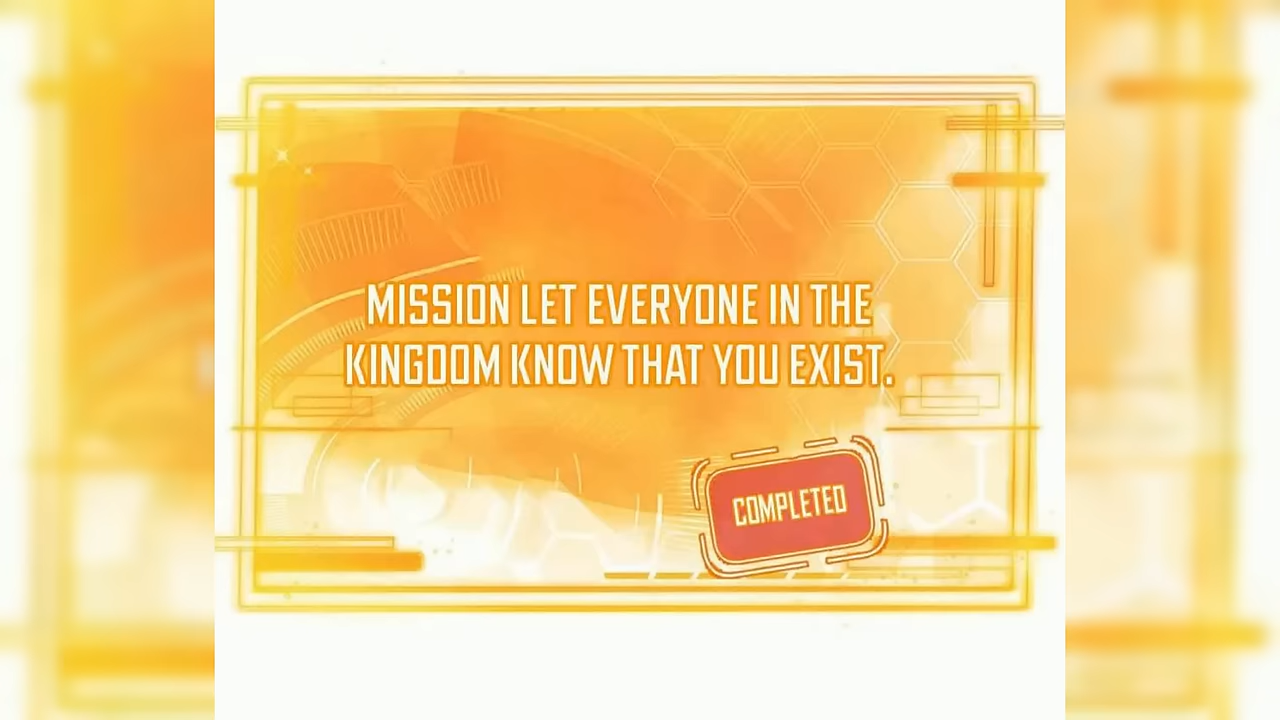 MISSION LET EVERYONE IN THE
KINGDOM KNOW THAT YOU EXIST.
COMPLETED